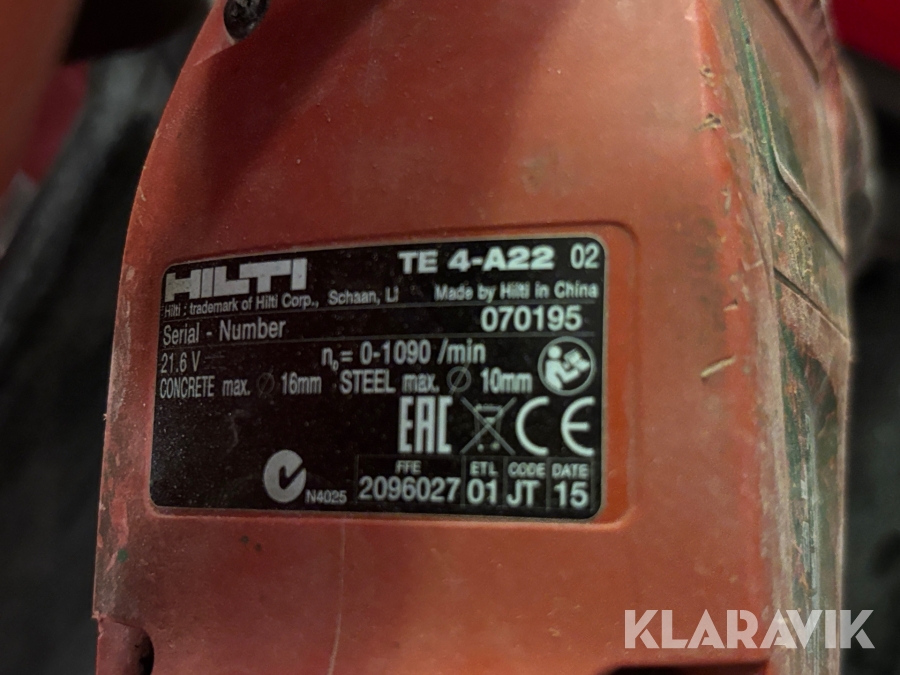 HILTI TE 4-A22 02
Hilti : trademark of Hilti Corp., Schaan, LI Made by Hilti in China
Serial - Number 070195
21.6 V n₀ = 0-1090 /min
CONCRETE max. ∅ 16mm STEEL max. ∅ 10mm
EAC CE
N4025
FFE ETL CODE DATE
2096027 01 JT 15
KLARAVIK